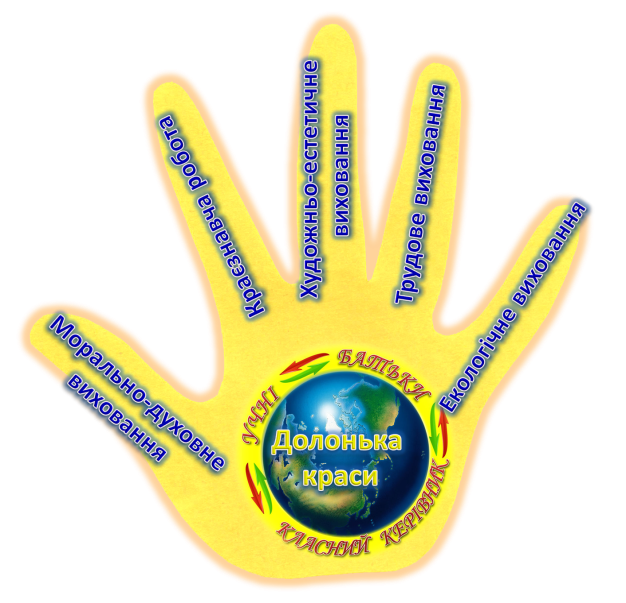 Морально-духовне
виховання
Краєзнавча робота
Художньо-естетичне
виховання
Трудове виховання
Екологічне виховання
УЧНІ
БАТЬКИ
КЛАСНИЙ КЕРІВНИК
Долонька
краси